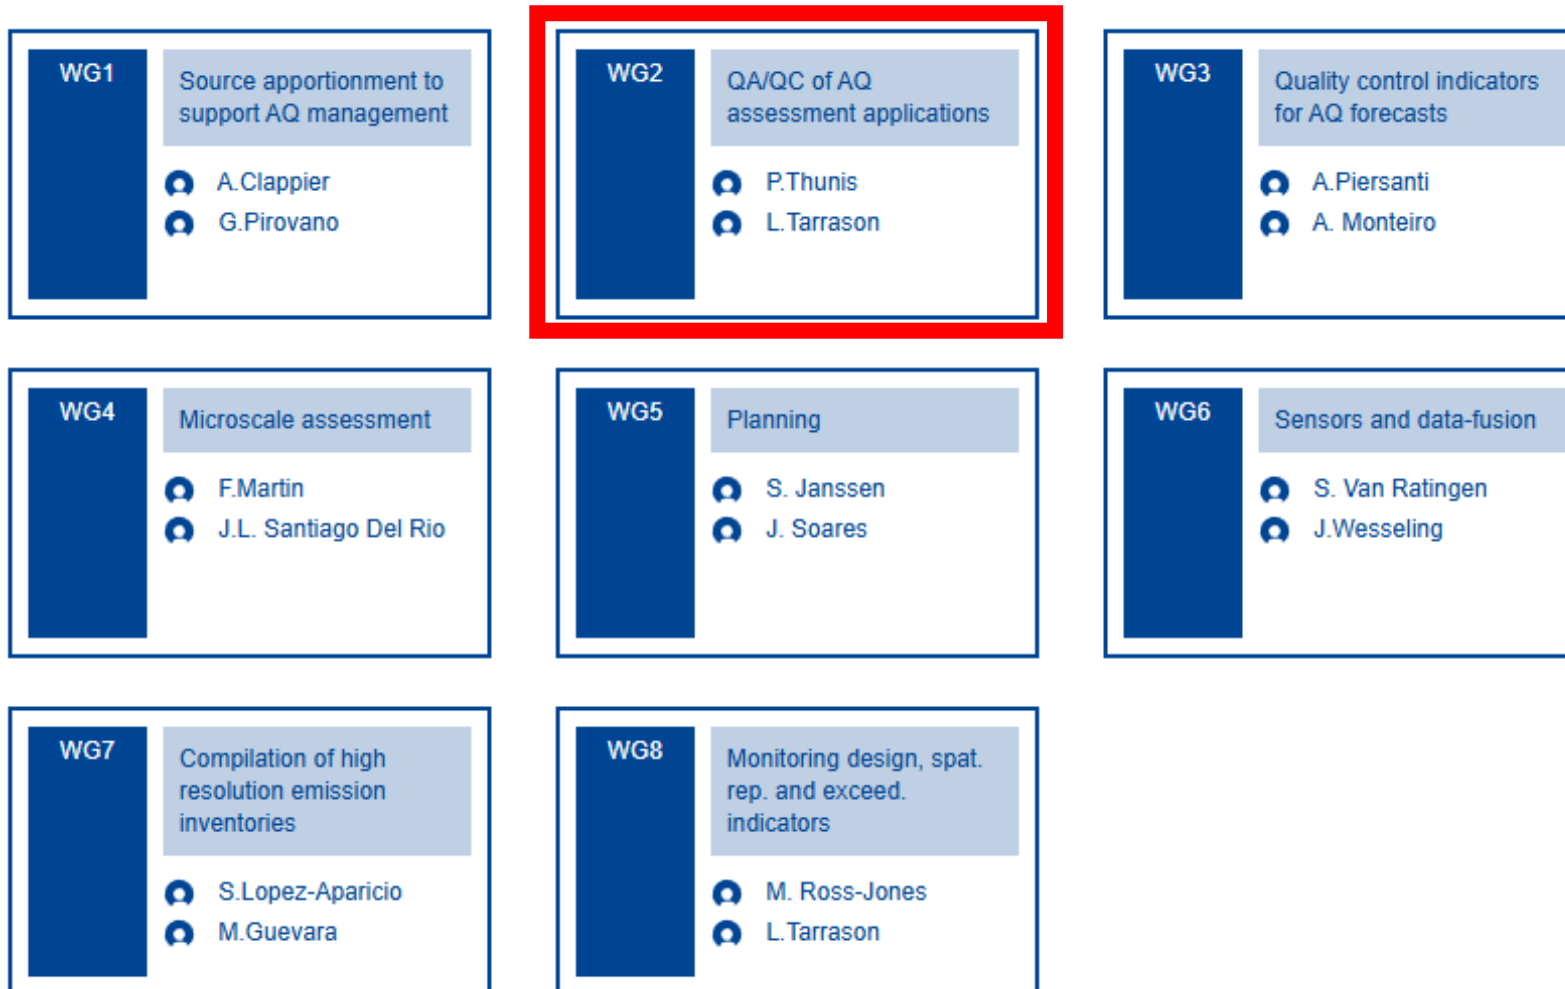 WG1
Source apportionment to
support AQ management
A.Clappier
G.Pirovano
WG2
QA/QC of AQ
assessment applications
P.Thunis
L.Tarrason
WG3
Quality control indicators
for AQ forecasts
A.Piersanti
A. Monteiro
WG4
Microscale assessment
F.Martin
J.L. Santiago Del Rio
WG5
Planning
S. Janssen
J. Soares
WG6
Sensors and data-fusion
S. Van Ratingen
J.Wesseling
WG7
Compilation of high
resolution emission
inventories
S.Lopez-Aparicio
M.Guevara
WG8
Monitoring design, spat.
rep. and exceed.
indicators
M. Ross-Jones
L.Tarrason